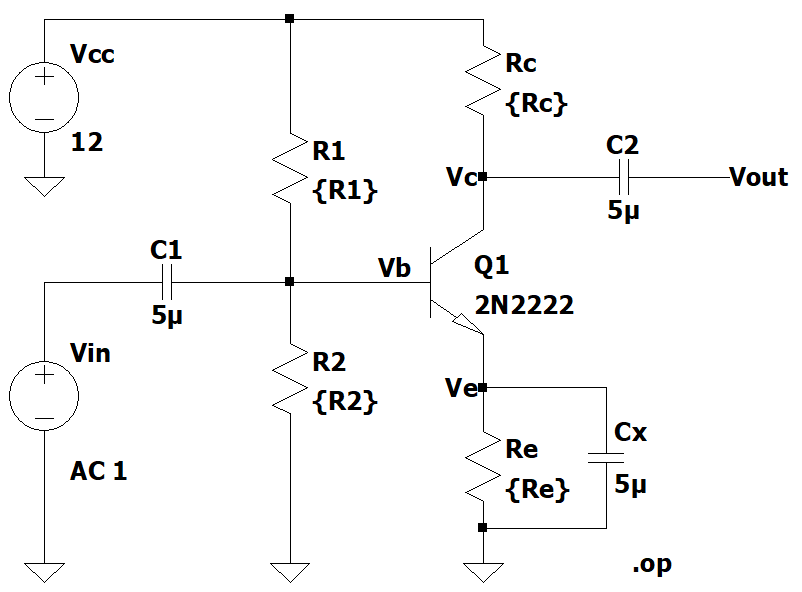 Vcc
12
Rc
{Rc}
R1
{R1}
C2
5µ
Vc
Vout
C1
5µ
Vb
Q1
2N2222
Vin
AC 1
R2
{R2}
Ve
Re
{Re}
Cx
5µ
.op